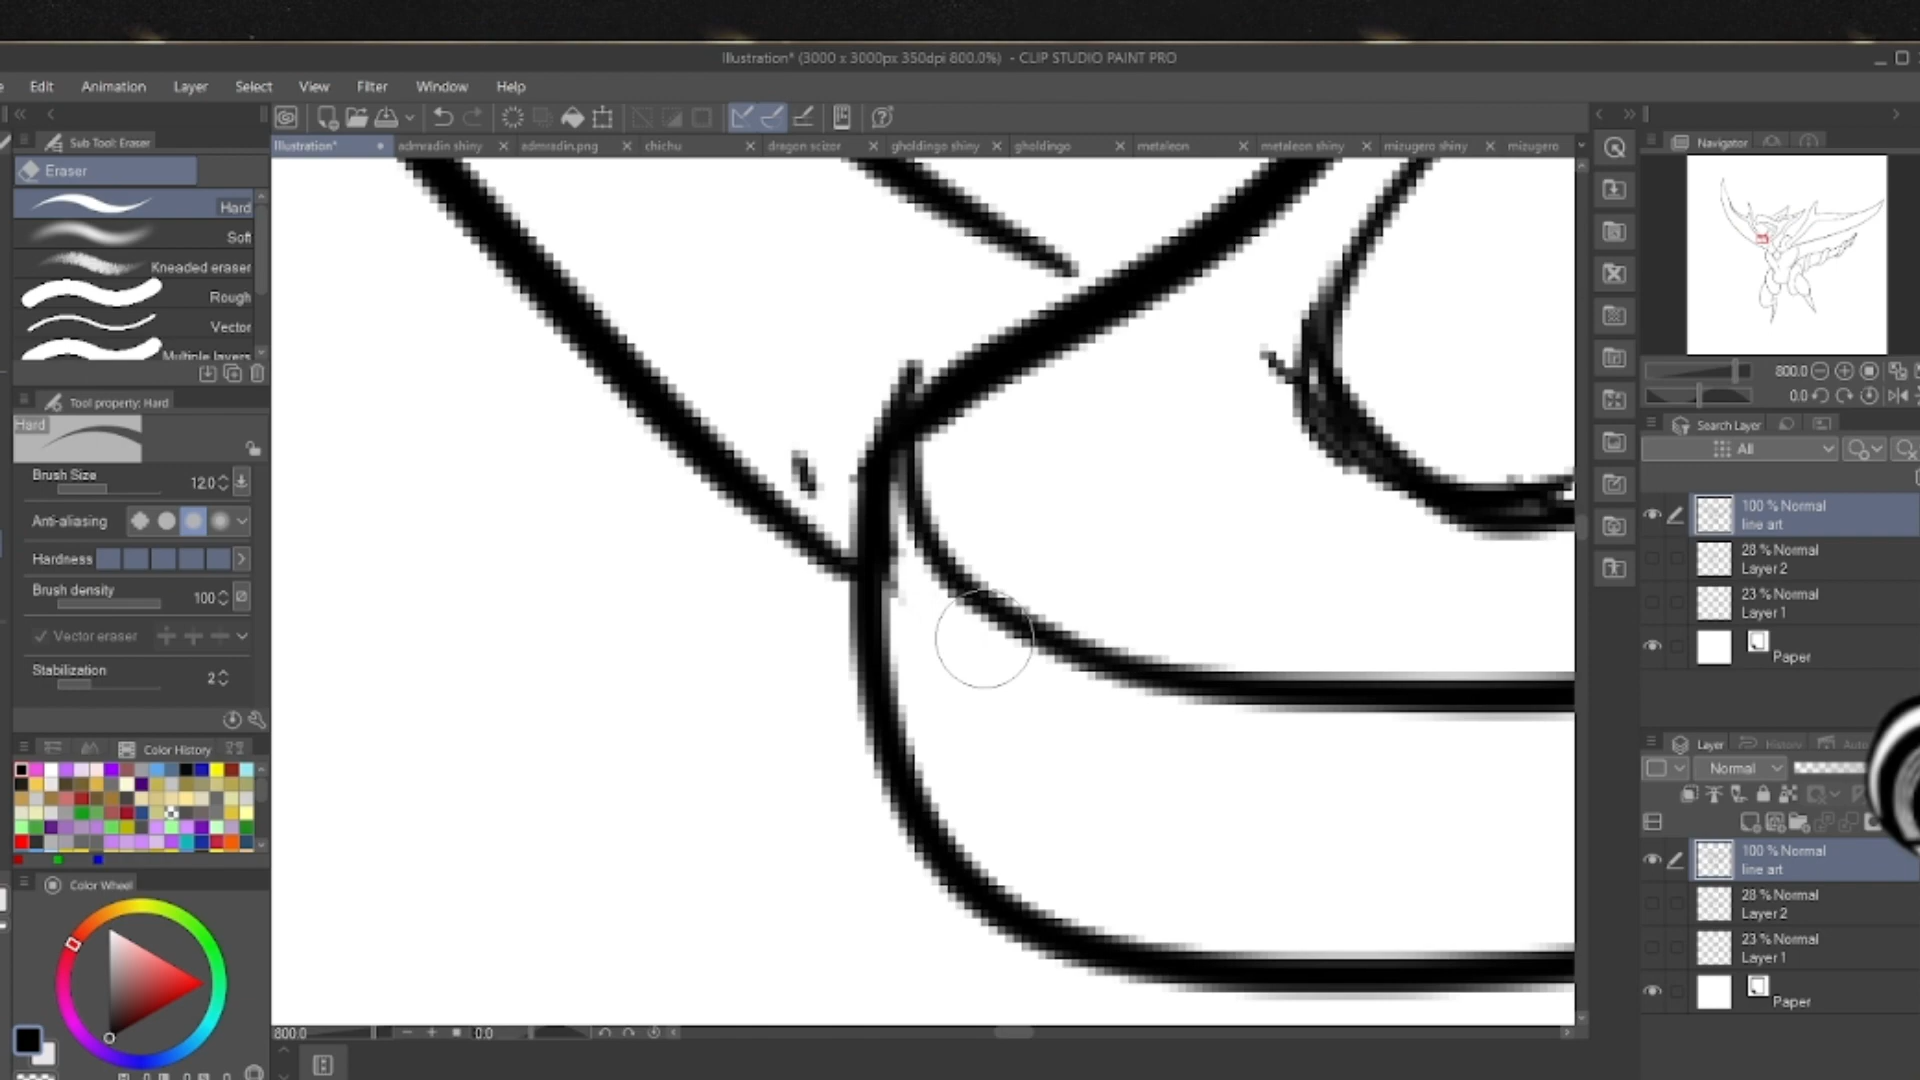 Illustration* (3000 x 3000px 350dpi 800.0%) - CLIP STUDIO PAINT PRO
Edit Animation Layer Select View Filter Window Help
Sub Tool: Eraser
Illustration* admradin shiny admradin.png chichu dragon scizor gholdingo shiny gholdingo metaleon metaleon shiny mizugero shiny mizugero
Navigator
Eraser
Hard
Soft
Kneaded eraser
Rough
Vector
Multiple layers
800.0
0.0
Tool property: Hard
Hard
Search Layer
All
Brush Size 12.0
Anti-aliasing
Hardness
Brush density 100
Vector eraser
Stabilization 2
100 % Normal
line art
28 % Normal
Layer 2
23 % Normal
Layer 1
Paper
Color History
Layer History Auto
Normal
100 % Normal
line art
28 % Normal
Layer 2
23 % Normal
Layer 1
Paper
Color Wheel
800.0 0.0